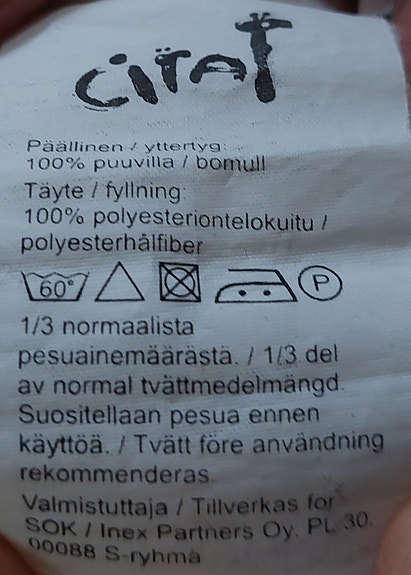 CiTAT
Päällinen / yttertyg:
100% puuvilla / bomull
Täyte / fyllning:
100% polyesteriontelokuitu /
polyesterhålfiber
60° P
1/3 normaalista
pesuainemäärästä. / 1/3 del
av normal tvättmedelmängd.
Suositellaan pesua ennen
käyttöä. / Tvätt före användning
rekommenderas.
Valmistuttaja / Tillverkas for
SOK / Inex Partners Oy. PL 30.
00088 S-ryhmä